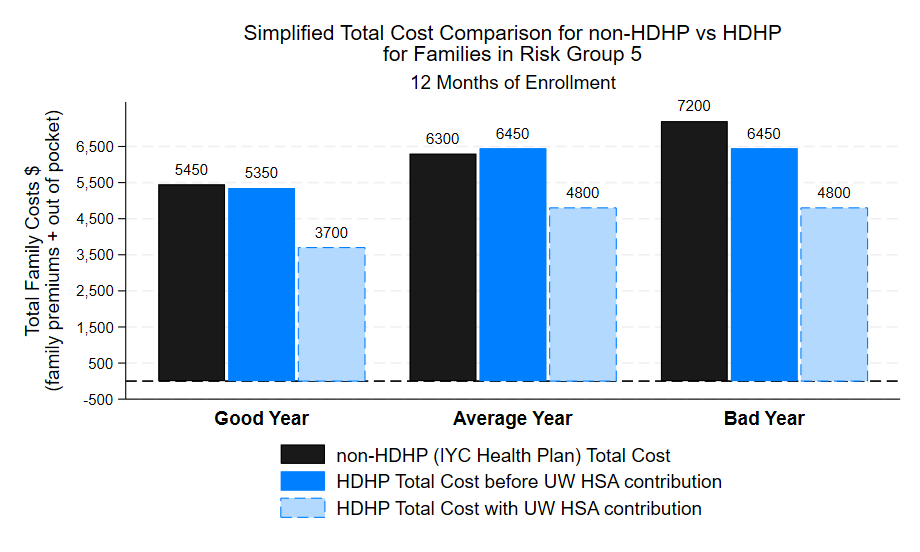 Simplified Total Cost Comparison for non-HDHP vs HDHP
for Families in Risk Group 5
12 Months of Enrollment
Total Family Costs $
(family premiums + out of pocket)
6,500
5,500
4,500
3,500
2,500
1,500
500
-500
5450
5350
3700
6300
6450
4800
7200
6450
4800
Good Year
Average Year
Bad Year
non-HDHP (IYC Health Plan) Total Cost
HDHP Total Cost before UW HSA contribution
HDHP Total Cost with UW HSA contribution